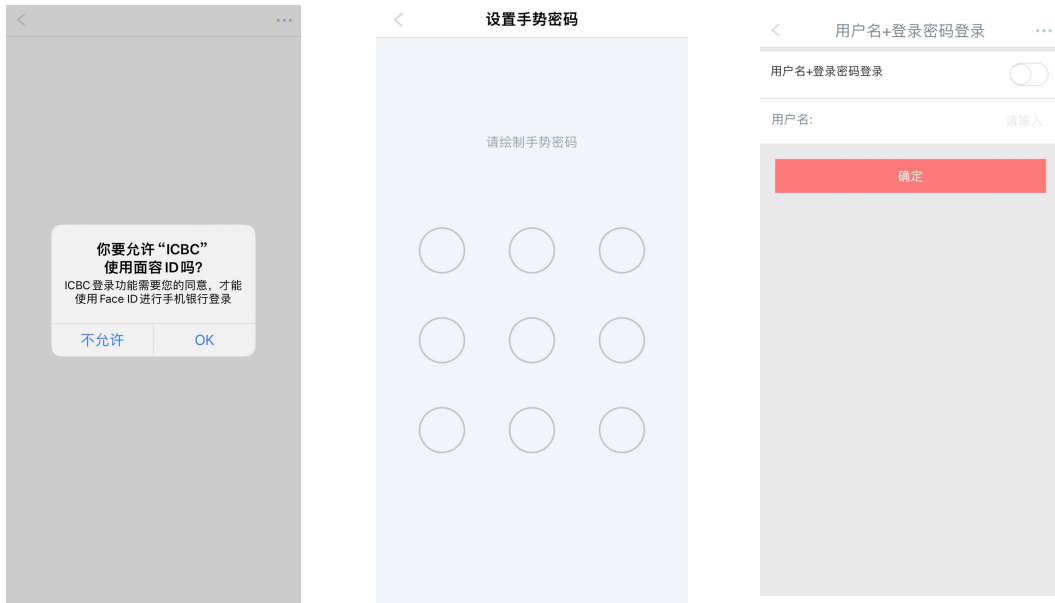 你要允许“ICBC”
使用面容ID吗?
ICBC登录功能需要您的同意，才能
使用Face ID进行手机银行登录
不允许
OK
设置手势密码
请绘制手势密码
用户名+登录密码登录
用户名+登录密码登录
用户名:
请输入
确定